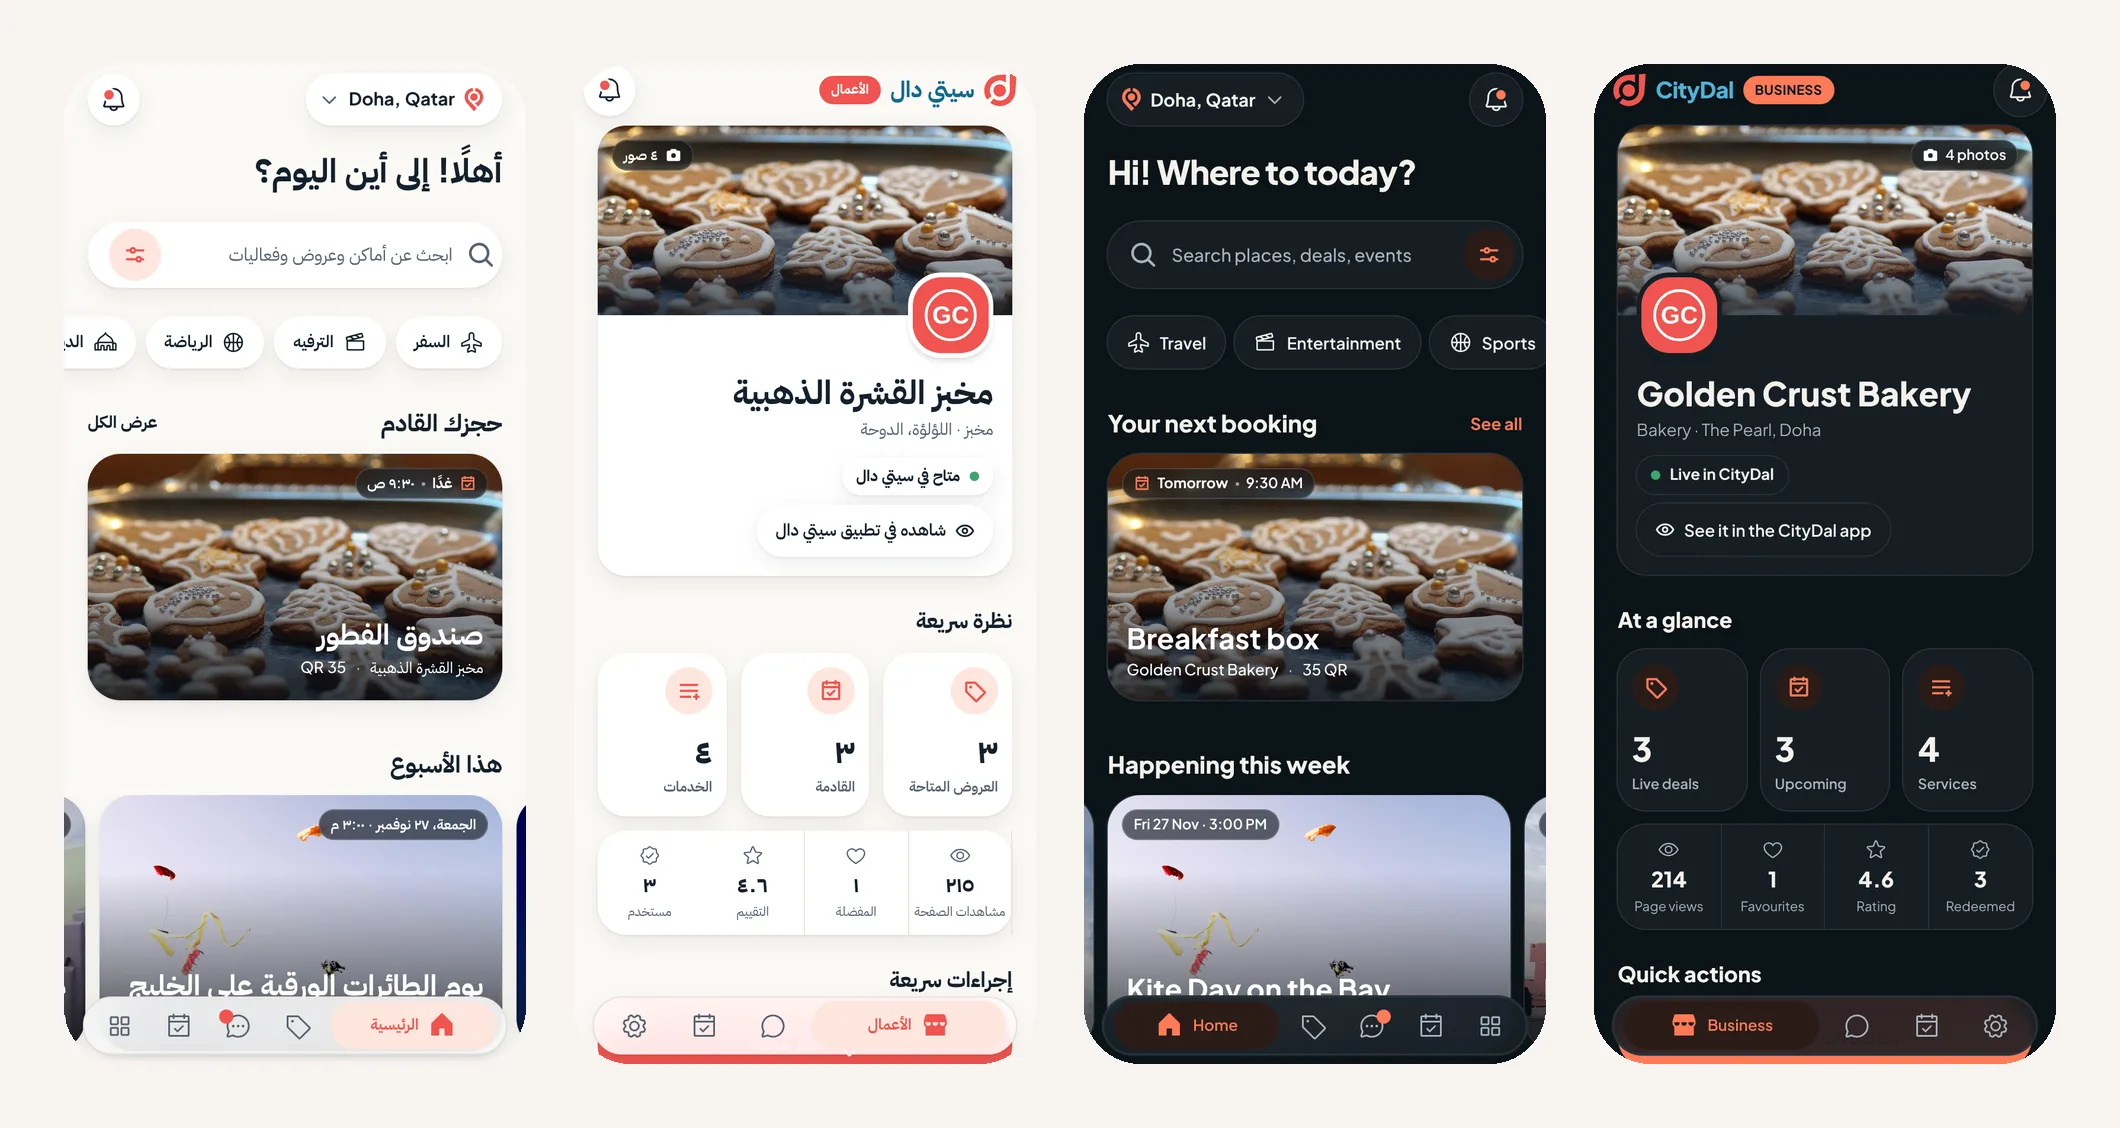 Doha, Qatar
أهلًا! إلى أين اليوم؟
ابحث عن أماكن وعروض وفعاليات
السفر
الترفيه
الرياضة
حجزك القادم
عرض الكل
غدًا • ٩:٣٠ ص
صندوق الفطور
مخبز القشرة الذهبية · QR 35
هذا الأسبوع
الجمعة، ٢٧ نوفمبر · ٣:٠٠ م
يوم الطائرات الورقية على الخليج
الرئيسية
سيتي دال
الأعمال
٤ صور
GC
مخبز القشرة الذهبية
مخبز · اللؤلؤة، الدوحة
متاح في سيتي دال
شاهده في تطبيق سيتي دال
نظرة سريعة
٣
العروض المتاحة
٣
القادمة
٤
الخدمات
٢١٥
مشاهدات الصفحة
١
المفضلة
٤.٦
التقييم
٣
مستخدم
إجراءات سريعة
الأعمال
Doha, Qatar
Hi! Where to today?
Search places, deals, events
Travel
Entertainment
Sports
Your next booking
See all
Tomorrow • 9:30 AM
Breakfast box
Golden Crust Bakery · 35 QR
Happening this week
Fri 27 Nov · 3:00 PM
Kite Day on the Bay
Home
CityDal
BUSINESS
4 photos
GC
Golden Crust Bakery
Bakery · The Pearl, Doha
Live in CityDal
See it in the CityDal app
At a glance
3
Live deals
3
Upcoming
4
Services
214
Page views
1
Favourites
4.6
Rating
3
Redeemed
Quick actions
Business